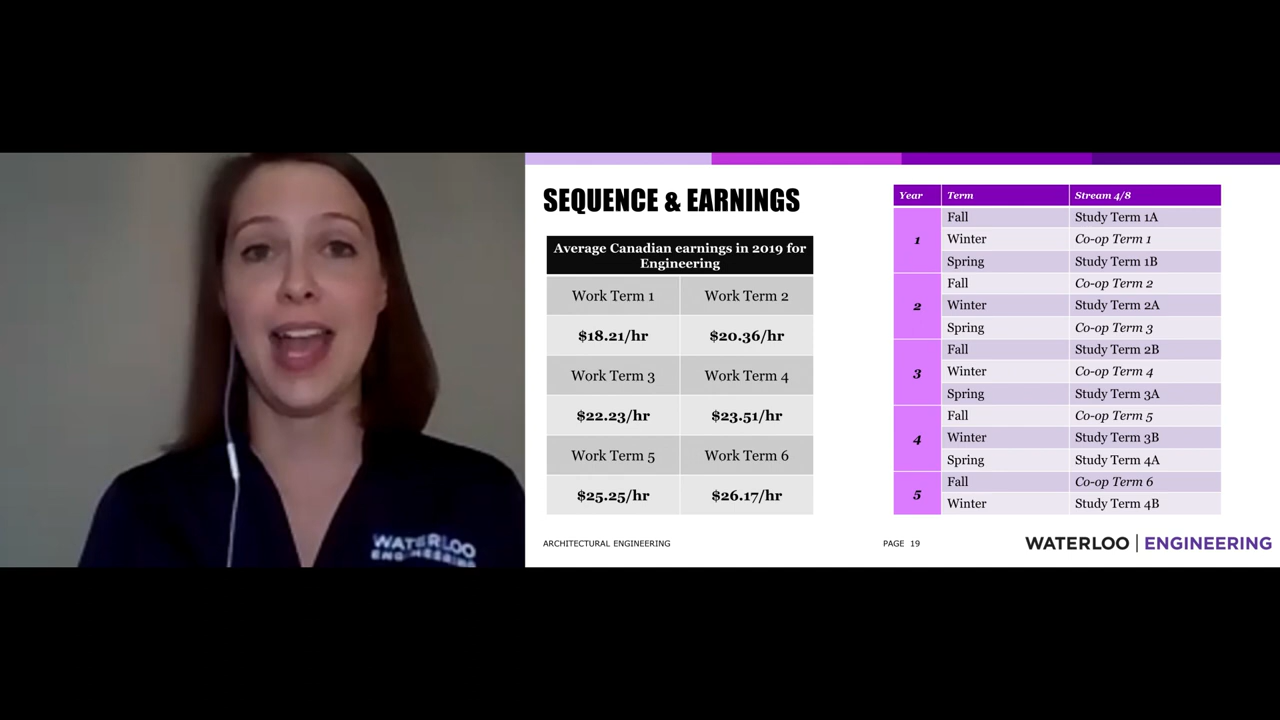 SEQUENCE & EARNINGS
Average Canadian earnings in 2019 for
Engineering
Work Term 1 Work Term 2
$18.21/hr $20.36/hr
Work Term 3 Work Term 4
$22.23/hr $23.51/hr
Work Term 5 Work Term 6
$25.25/hr $26.17/hr
Year Term Stream 4/8
1
Fall Study Term 1A
Winter Co-op Term 1
Spring Study Term 1B
2
Fall Co-op Term 2
Winter Study Term 2A
Spring Co-op Term 3
3
Fall Study Term 2B
Winter Co-op Term 4
Spring Study Term 3A
4
Fall Co-op Term 5
Winter Study Term 3B
Spring Study Term 4A
5
Fall Co-op Term 6
Winter Study Term 4B
ARCHITECTURAL ENGINEERING
PAGE 19
WATERLOO | ENGINEERING
WATERLOO
ENGINEERING